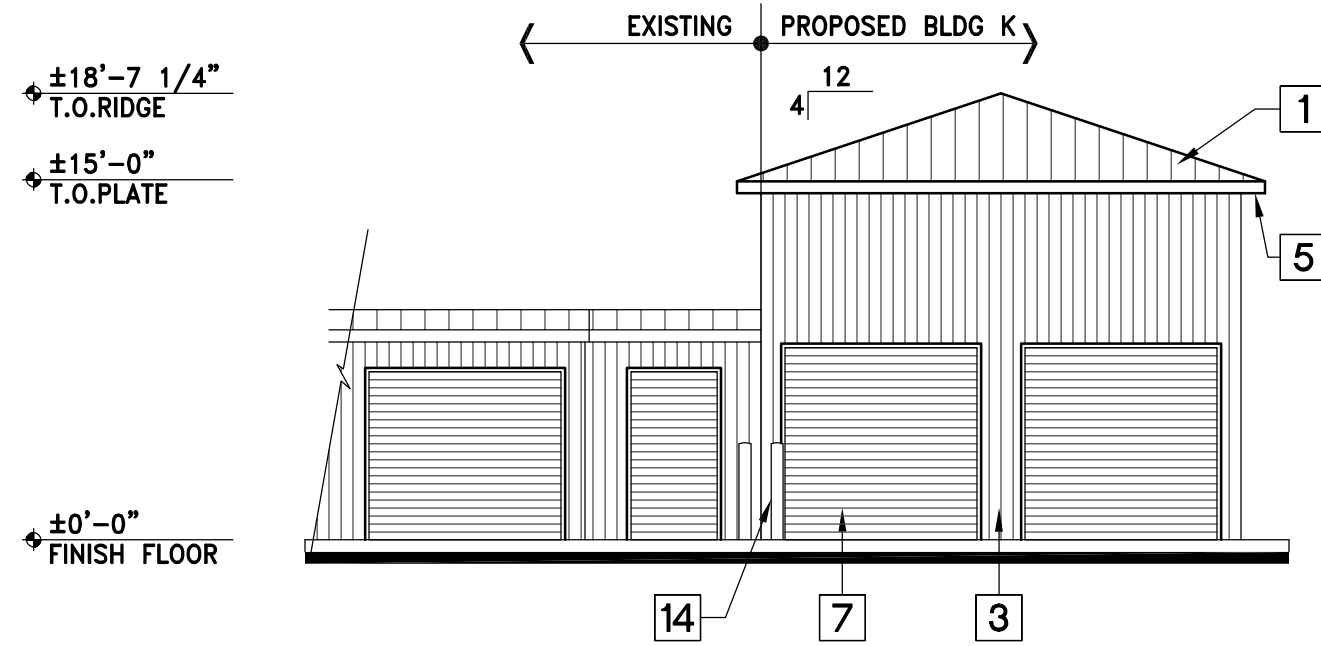 EXISTING
PROPOSED BLDG K
±18'-7 1/4"
T.O.RIDGE
12
4
1
±15'-0"
T.O.PLATE
5
±0'-0"
FINISH FLOOR
14
7
3